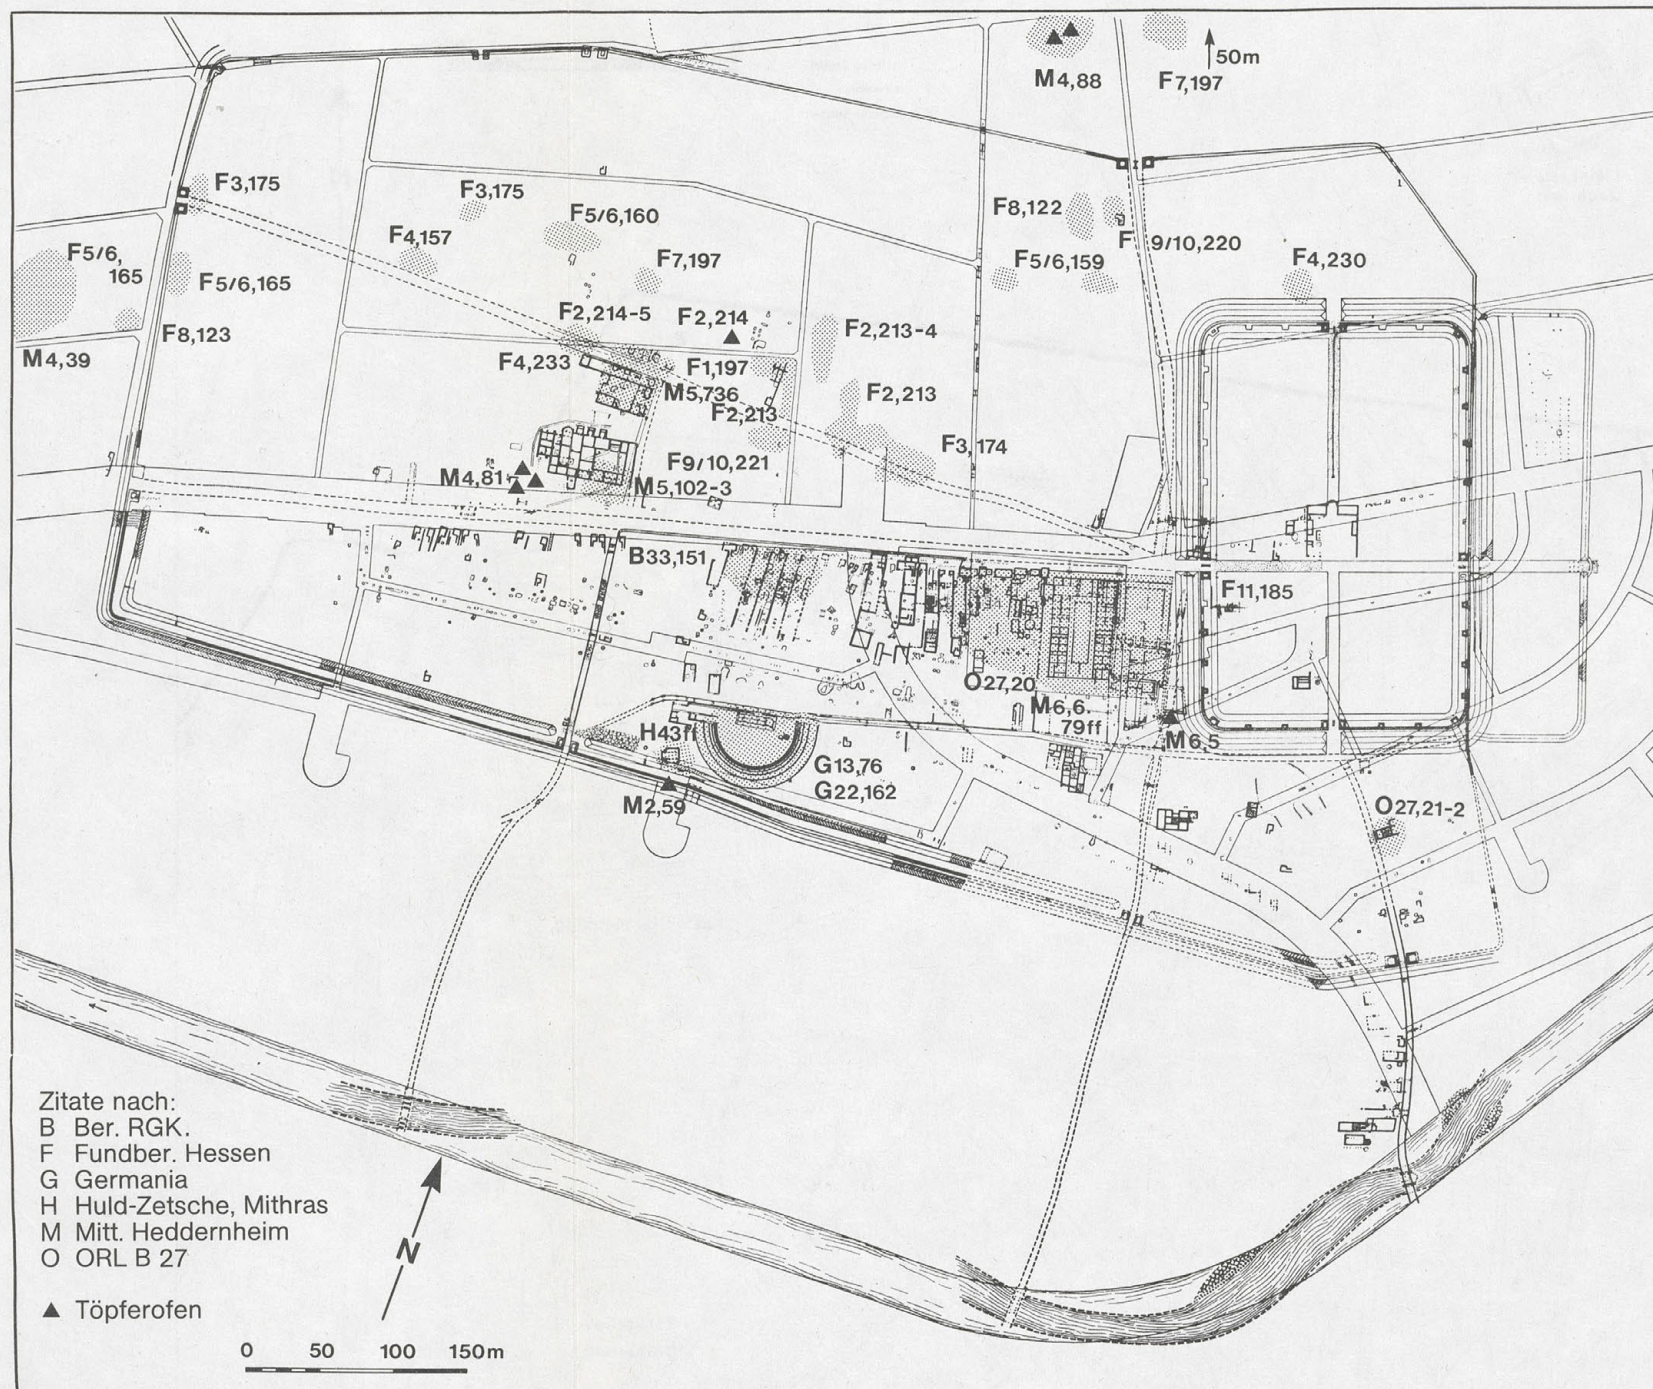 50m
M4,88
F7,197
F3,175
F3,175
F5/6,160
F8,122
F4,157
F9/10,220
F5/6,
165
F7,197
F5/6,159
F4,230
F5/6,165
F2,214-5
F2,214
F8,123
F2,213-4
M4,39
F4,233
F1,197
M5,736
F2,213
F2,213
F3,174
F9/10,221
M4,81
M5,102-3
B33,151
F11,185
O27,20
M6,6.
79ff
H43ff
M6,5
G13,76
G22,162
M2,59
O27,21-2
Zitate nach:
B Ber. RGK.
F Fundber. Hessen
G Germania
H Huld-Zetsche, Mithras
M Mitt. Heddernheim
O ORL B 27
N
▲ Töpferofen
0 50 100 150m